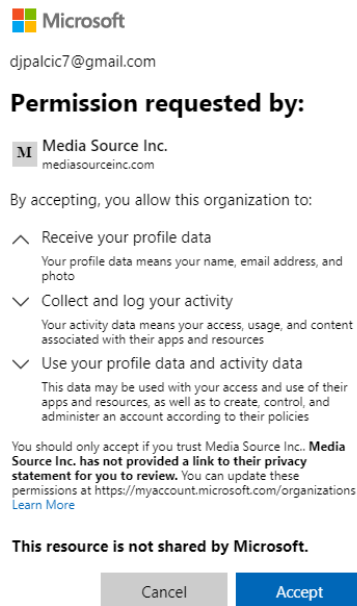 Microsoft
djpalcic7@gmail.com
Permission requested by:
M
Media Source Inc.
mediasourceinc.com
By accepting, you allow this organization to:
Receive your profile data
Your profile data means your name, email address, and
photo
Collect and log your activity
Your activity data means your access, usage, and content
associated with their apps and resources
Use your profile data and activity data
This data may be used with your access and use of their
apps and resources, as well as to create, control, and
administer an account according to their policies
You should only accept if you trust Media Source Inc.. Media
Source Inc. has not provided a link to their privacy
statement for you to review. You can update these
permissions at https://myaccount.microsoft.com/organizations
Learn More
This resource is not shared by Microsoft.
Cancel
Accept